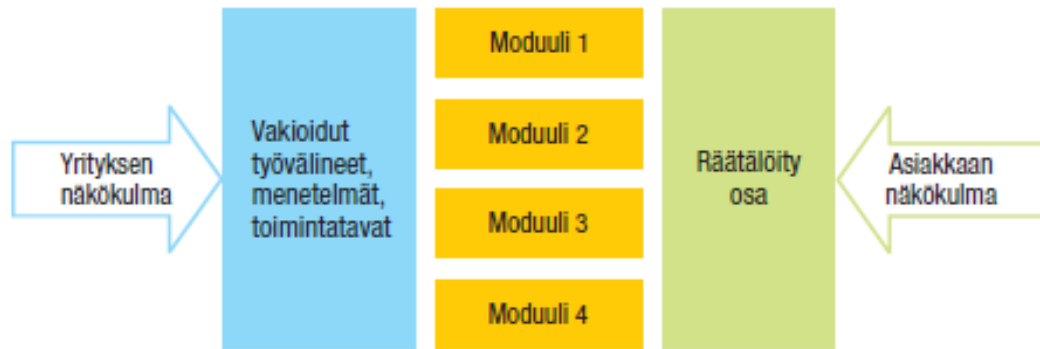 Yrityksen
näkökulma
Vakioidut
työvälineet,
menetelmät,
toimintatavat
Moduuli 1
Moduuli 2
Moduuli 3
Moduuli 4
Räätälöity
osa
Asiakkaan
näkökulma